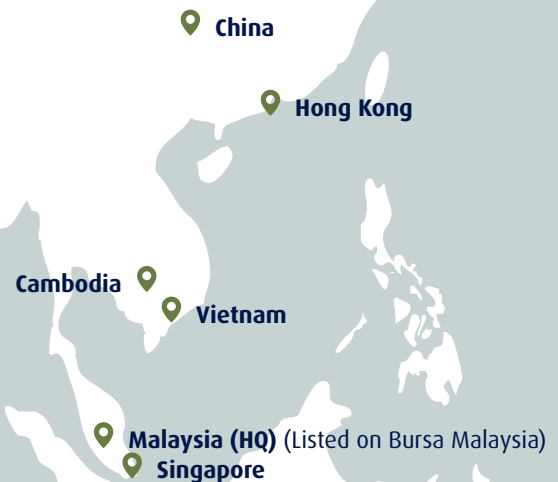 China
Hong Kong
Cambodia
Vietnam
Malaysia (HQ) (Listed on Bursa Malaysia)
Singapore